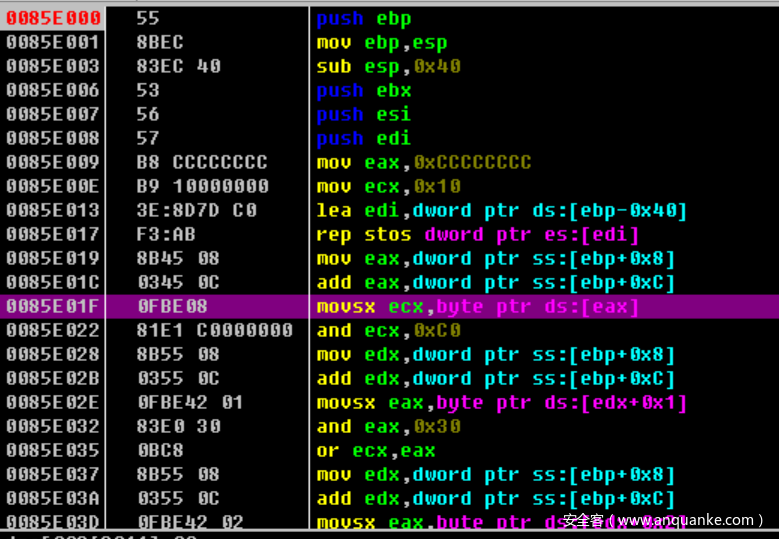 0085E000 55 push ebp
0085E001 8BEC mov ebp,esp
0085E003 83EC 40 sub esp,0x40
0085E006 53 push ebx
0085E007 56 push esi
0085E008 57 push edi
0085E009 B8 CCCCCCCC mov eax,0xCCCCCCCC
0085E00E B9 10000000 mov ecx,0x10
0085E013 3E:8D7D C0 lea edi,dword ptr ds:[ebp-0x40]
0085E017 F3:AB rep stos dword ptr es:[edi]
0085E019 8B45 08 mov eax,dword ptr ss:[ebp+0x8]
0085E01C 0345 0C add eax,dword ptr ss:[ebp+0xC]
0085E01F 0FBE08 movsx ecx,byte ptr ds:[eax]
0085E022 81E1 C0000000 and ecx,0xC0
0085E028 8B55 08 mov edx,dword ptr ss:[ebp+0x8]
0085E02B 0355 0C add edx,dword ptr ss:[ebp+0xC]
0085E02E 0FBE42 01 movsx eax,byte ptr ds:[edx+0x1]
0085E032 83E0 30 and eax,0x30
0085E035 0BC8 or ecx,eax
0085E037 8B55 08 mov edx,dword ptr ss:[ebp+0x8]
0085E03A 0355 0C add edx,dword ptr ss:[ebp+0xC]
0085E03D 0FBE42 02 movsx eax,byte ptr ds:[edx+0x2]
安全客（www.anquanke.com）